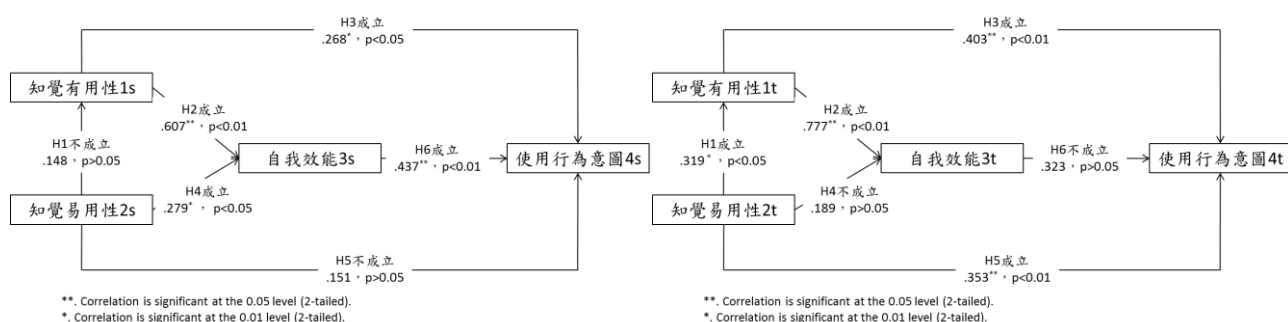 H3成立
.268*,p<0.05
知覺有用性1s
H2成立
.607**,p<0.01
H1不成立
.148,p>0.05
自我效能3s
H6成立
.437**,p<0.01
使用行為意圖4s
H4成立
.279*,p<0.05
知覺易用性2s
H5不成立
.151,p>0.05
**. Correlation is significant at the 0.05 level (2-tailed).
*. Correlation is significant at the 0.01 level (2-tailed).
H3成立
.403**,p<0.01
知覺有用性1t
H2成立
.777**,p<0.01
H1成立
.319*,p<0.05
自我效能3t
H6不成立
.323,p>0.05
使用行為意圖4t
H4不成立
.189,p>0.05
知覺易用性2t
H5成立
.353**,p<0.01
**. Correlation is significant at the 0.05 level (2-tailed).
*. Correlation is significant at the 0.01 level (2-tailed).